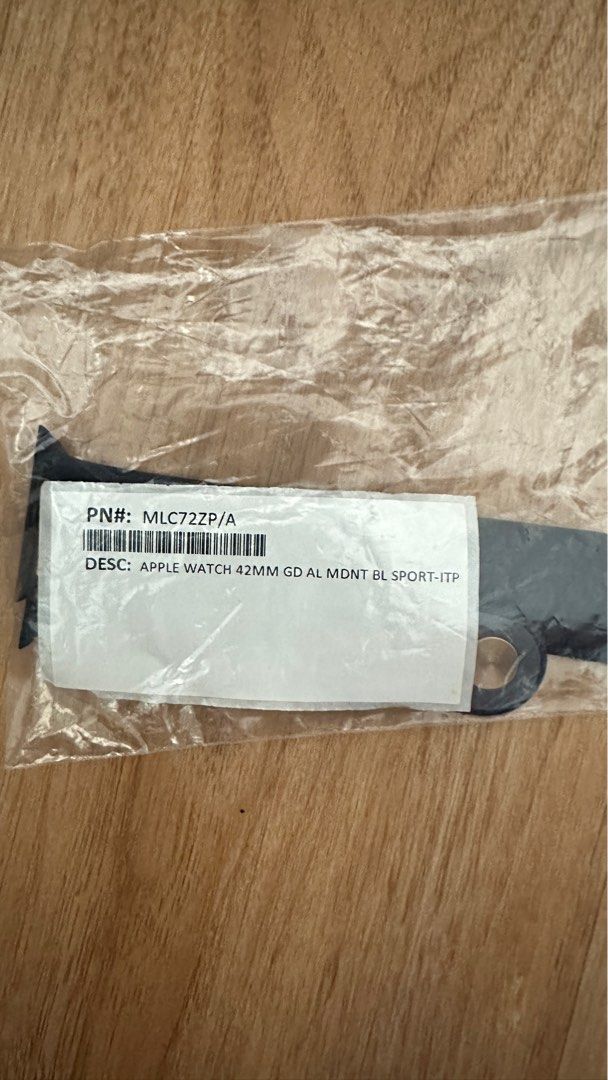 PN#: MLC72ZP/A
DESC: APPLE WATCH 42MM GD AL MDNT BL SPORT-ITP